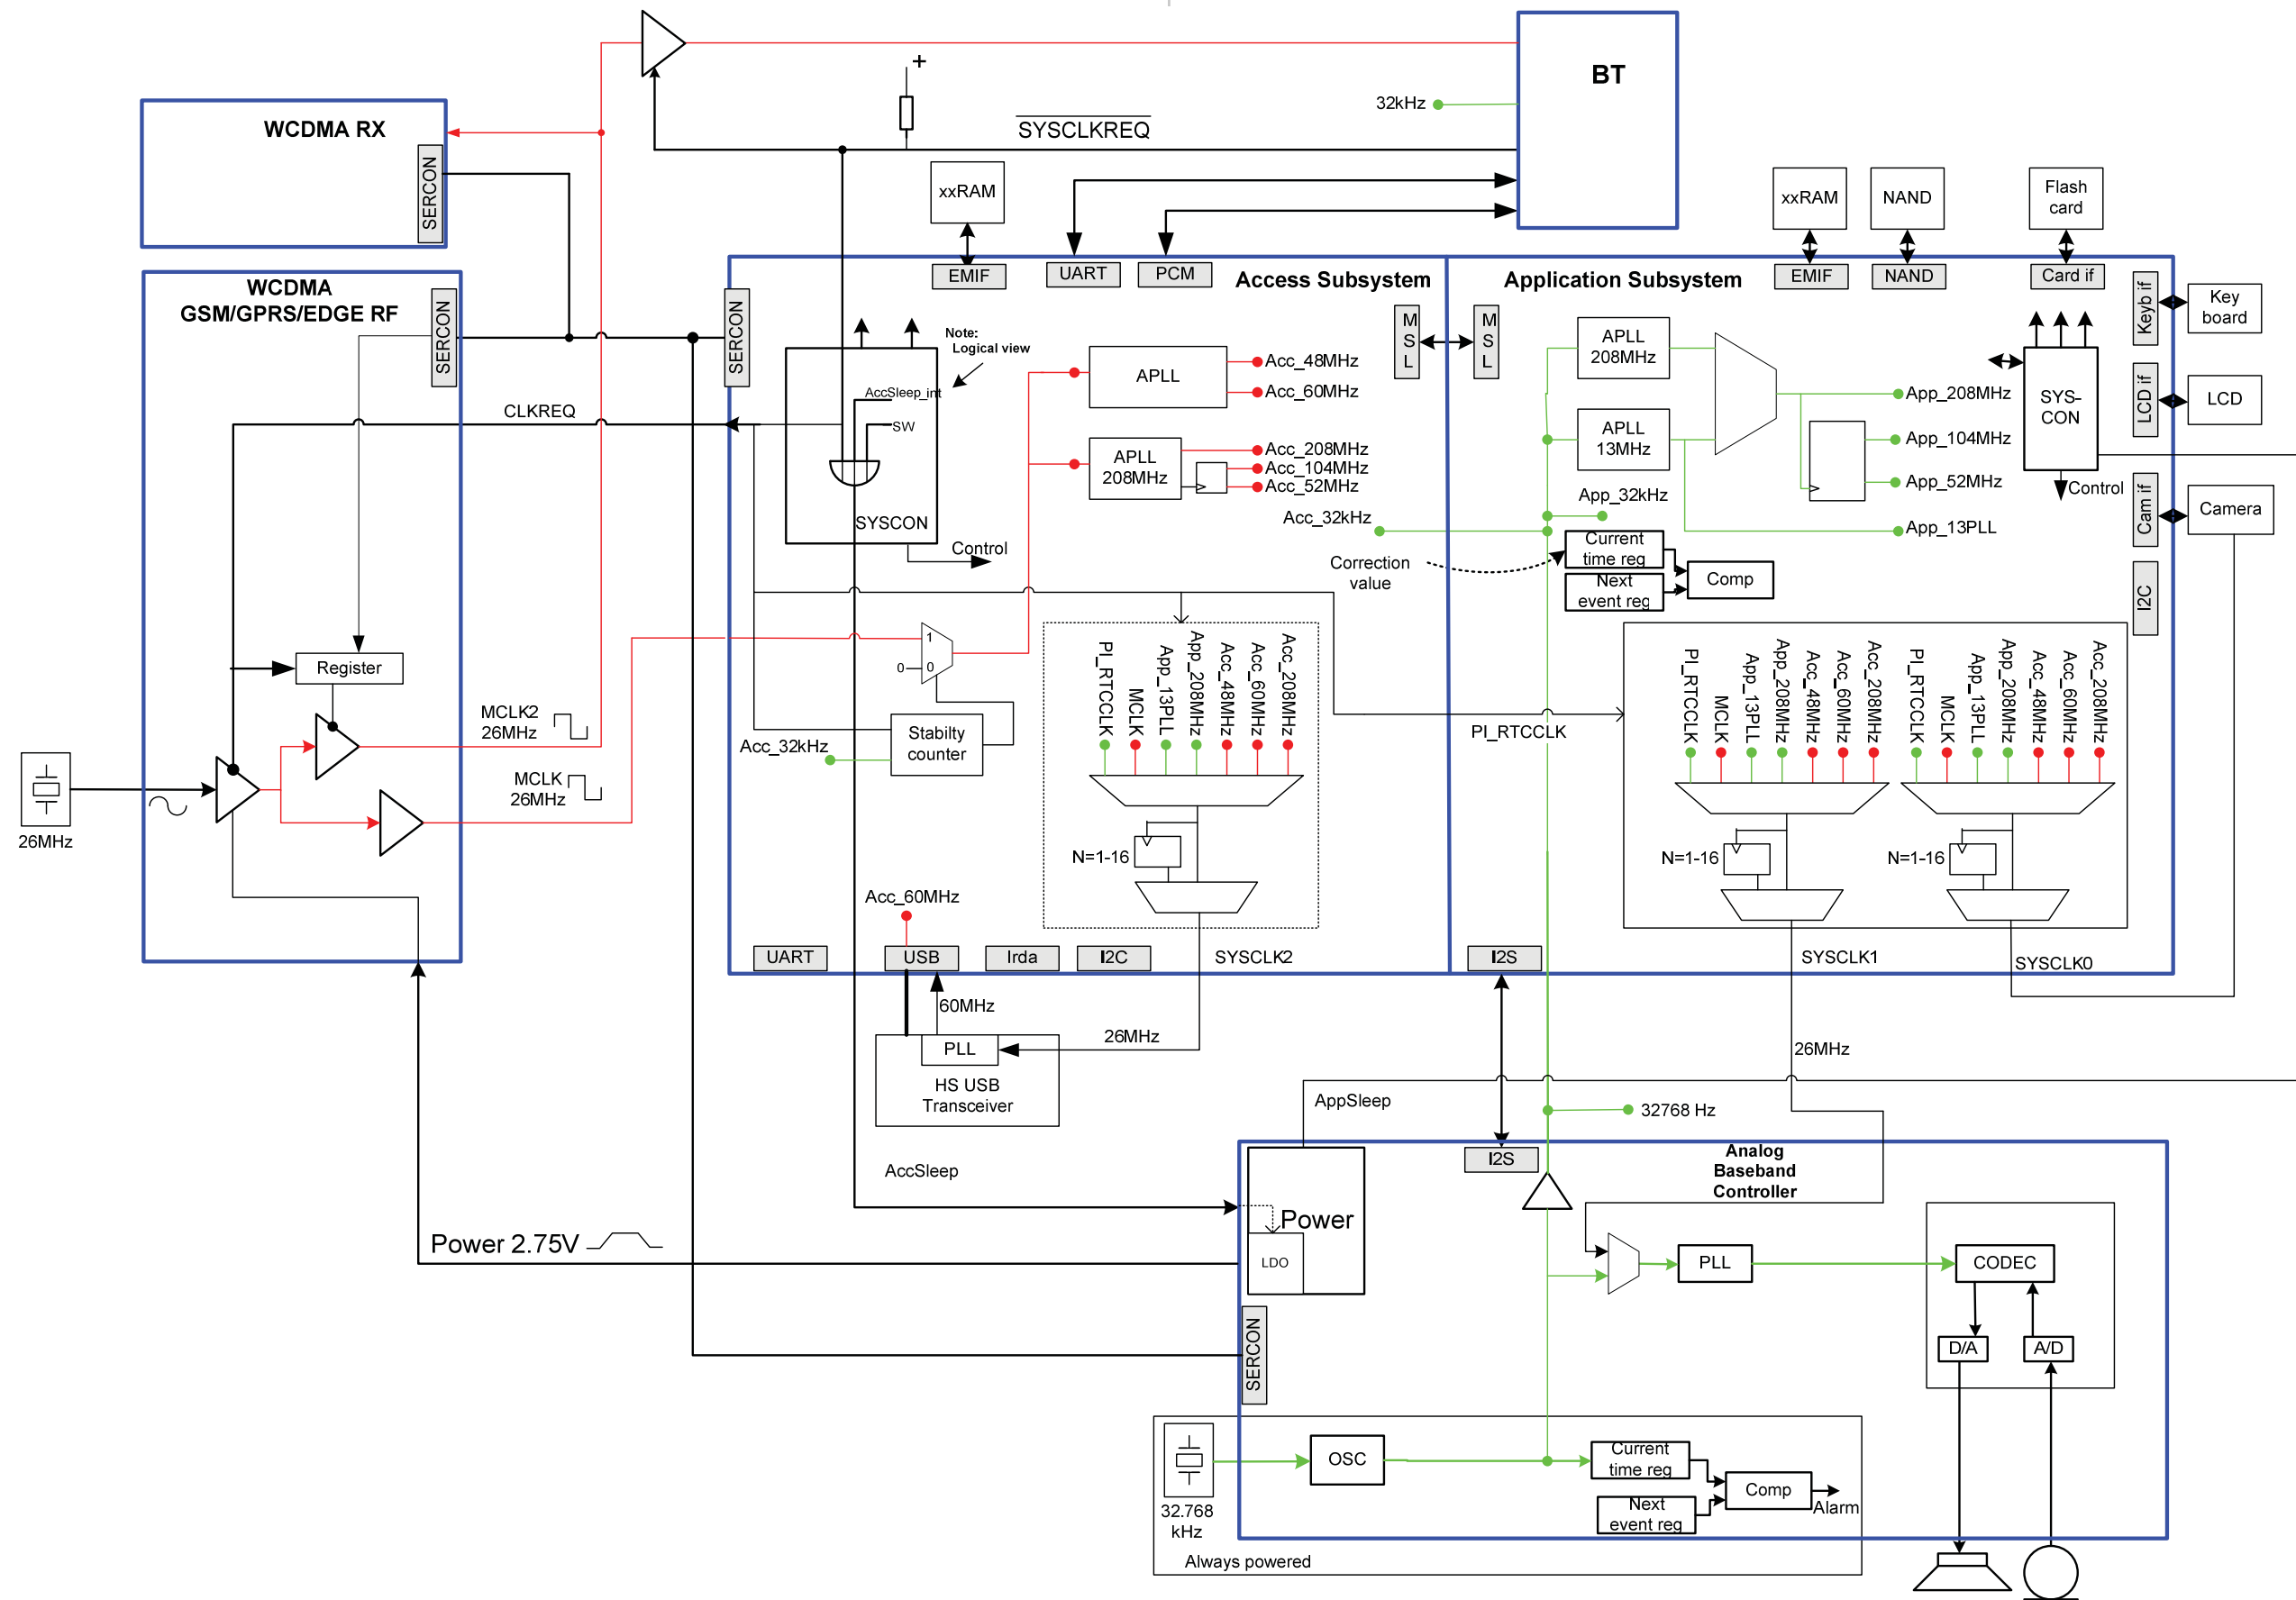 BT
32kHz
SYSCLKREQ
+
WCDMA RX
SERCON
xxRAM
EMIF
UART
PCM
Access Subsystem
Application Subsystem
xxRAM
EMIF
NAND
NAND
Flash
card
Card if
WCDMA
GSM/GPRS/EDGE RF
SERCON
SERCON
Note:
Logical view
AccSleep_int
SW
SYSCON
Control
CLKREQ
APLL
Acc_48MHz
Acc_60MHz
APLL
208MHz
Acc_208MHz
Acc_104MHz
Acc_52MHz
Acc_32kHz
M
S
L
M
S
L
APLL
208MHz
APLL
13MHz
App_208MHz
App_104MHz
App_52MHz
App_13PLL
App_32kHz
SYS-
CON
Control
Keyb if
Key
board
LCD if
LCD
Cam if
Camera
I2C
Correction
value
Current
time reg
Next
event reg
Comp
Register
MCLK2
26MHz
MCLK
26MHz
26MHz
1
0
0
Stabilty
counter
Acc_32kHz
PI_RTCCLK
MCLK
App_13PLL
App_208MHz
Acc_48MHz
Acc_60MHz
Acc_208MHz
N=1-16
PI_RTCCLK
PI_RTCCLK
MCLK
App_13PLL
App_208MHz
Acc_48MHz
Acc_60MHz
Acc_208MHz
N=1-16
PI_RTCCLK
MCLK
App_13PLL
App_208MHz
Acc_48MHz
Acc_60MHz
Acc_208MHz
N=1-16
Acc_60MHz
UART
USB
Irda
I2C
SYSCLK2
I2S
SYSCLK1
SYSCLK0
60MHz
PLL
HS USB
Transceiver
26MHz
26MHz
AppSleep
32768 Hz
AccSleep
I2S
Analog
Baseband
Controller
Power
LDO
Power 2.75V
PLL
CODEC
D/A
A/D
SERCON
32.768
kHz
OSC
Current
time reg
Next
event reg
Comp
Alarm
Always powered